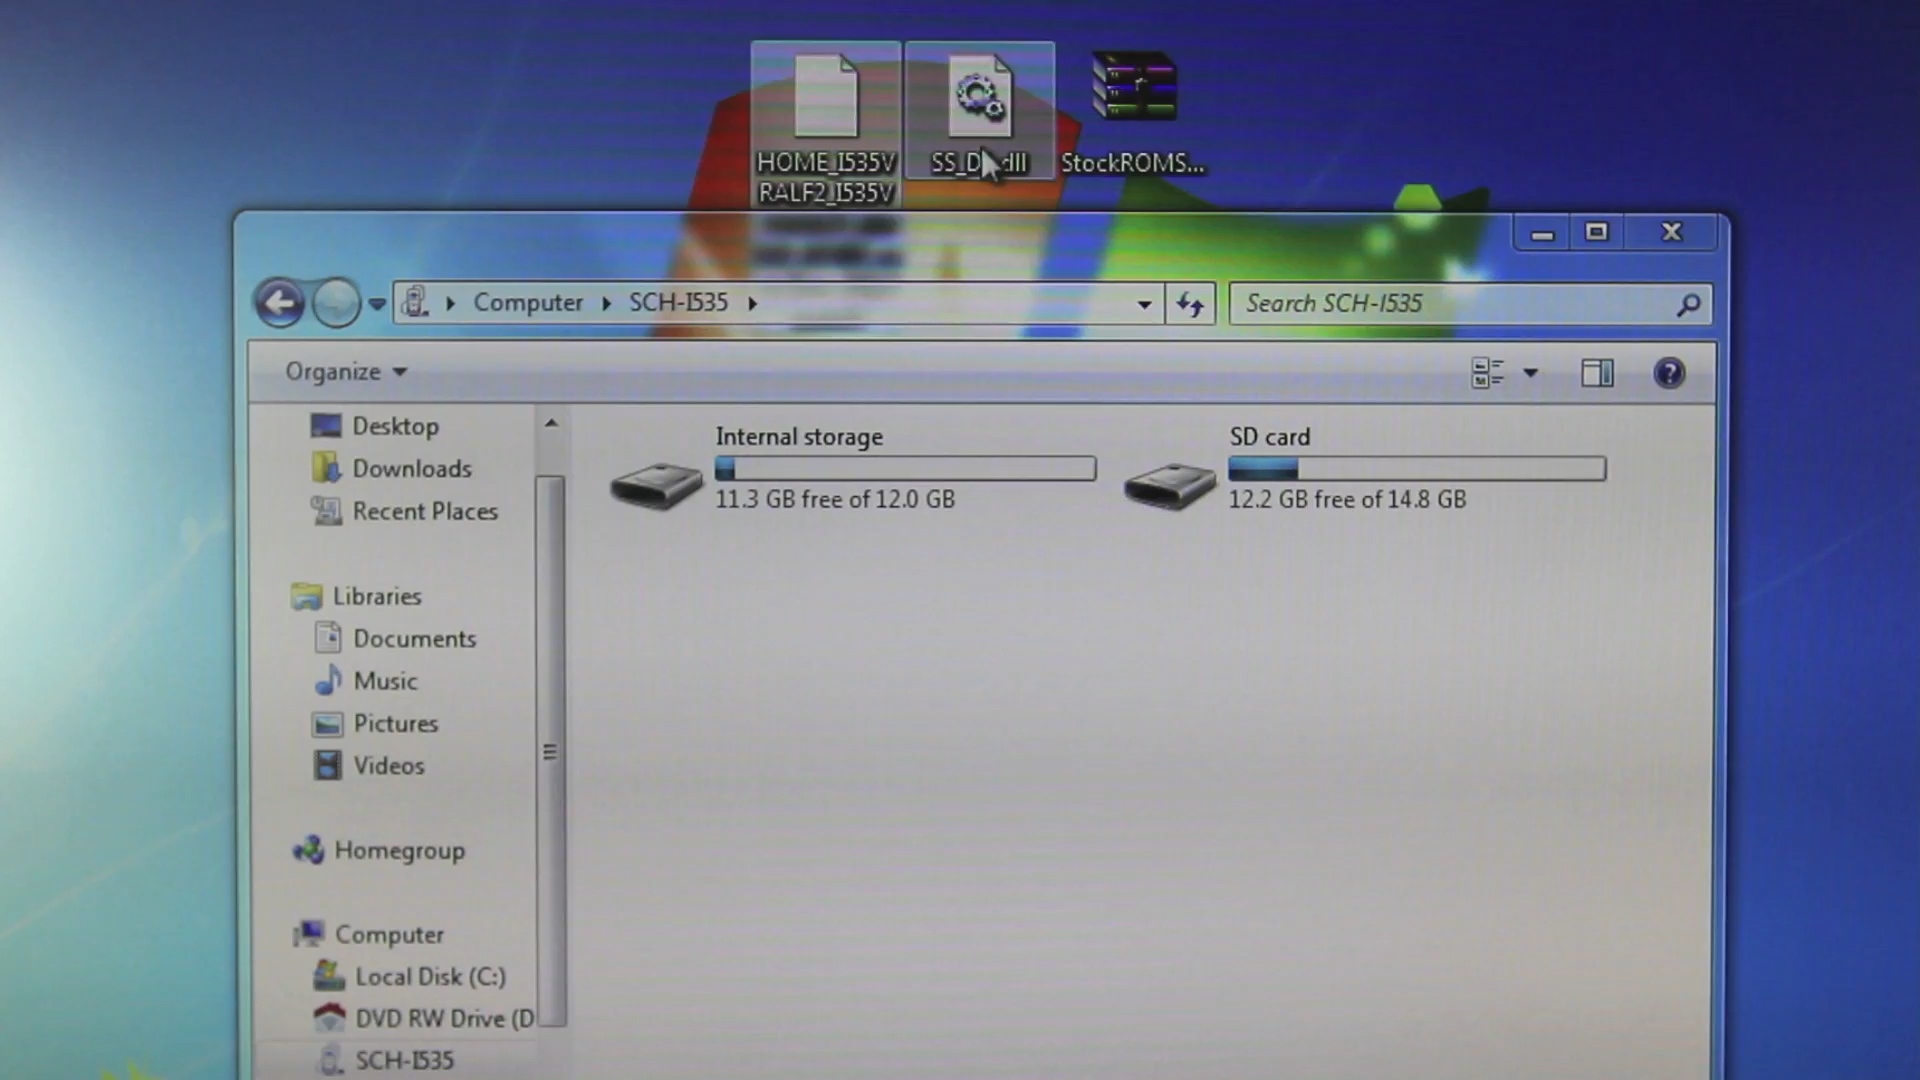 HOME_I535V
RALF2_I535V
SS_D
dll
StockROMS...
Computer
SCH-I535
Search SCH-I535
Organize
Desktop
Downloads
Recent Places
Libraries
Documents
Music
Pictures
Videos
Homegroup
Computer
Local Disk (C:)
DVD RW Drive (D
SCH-I535
Internal storage
11.3 GB free of 12.0 GB
SD card
12.2 GB free of 14.8 GB